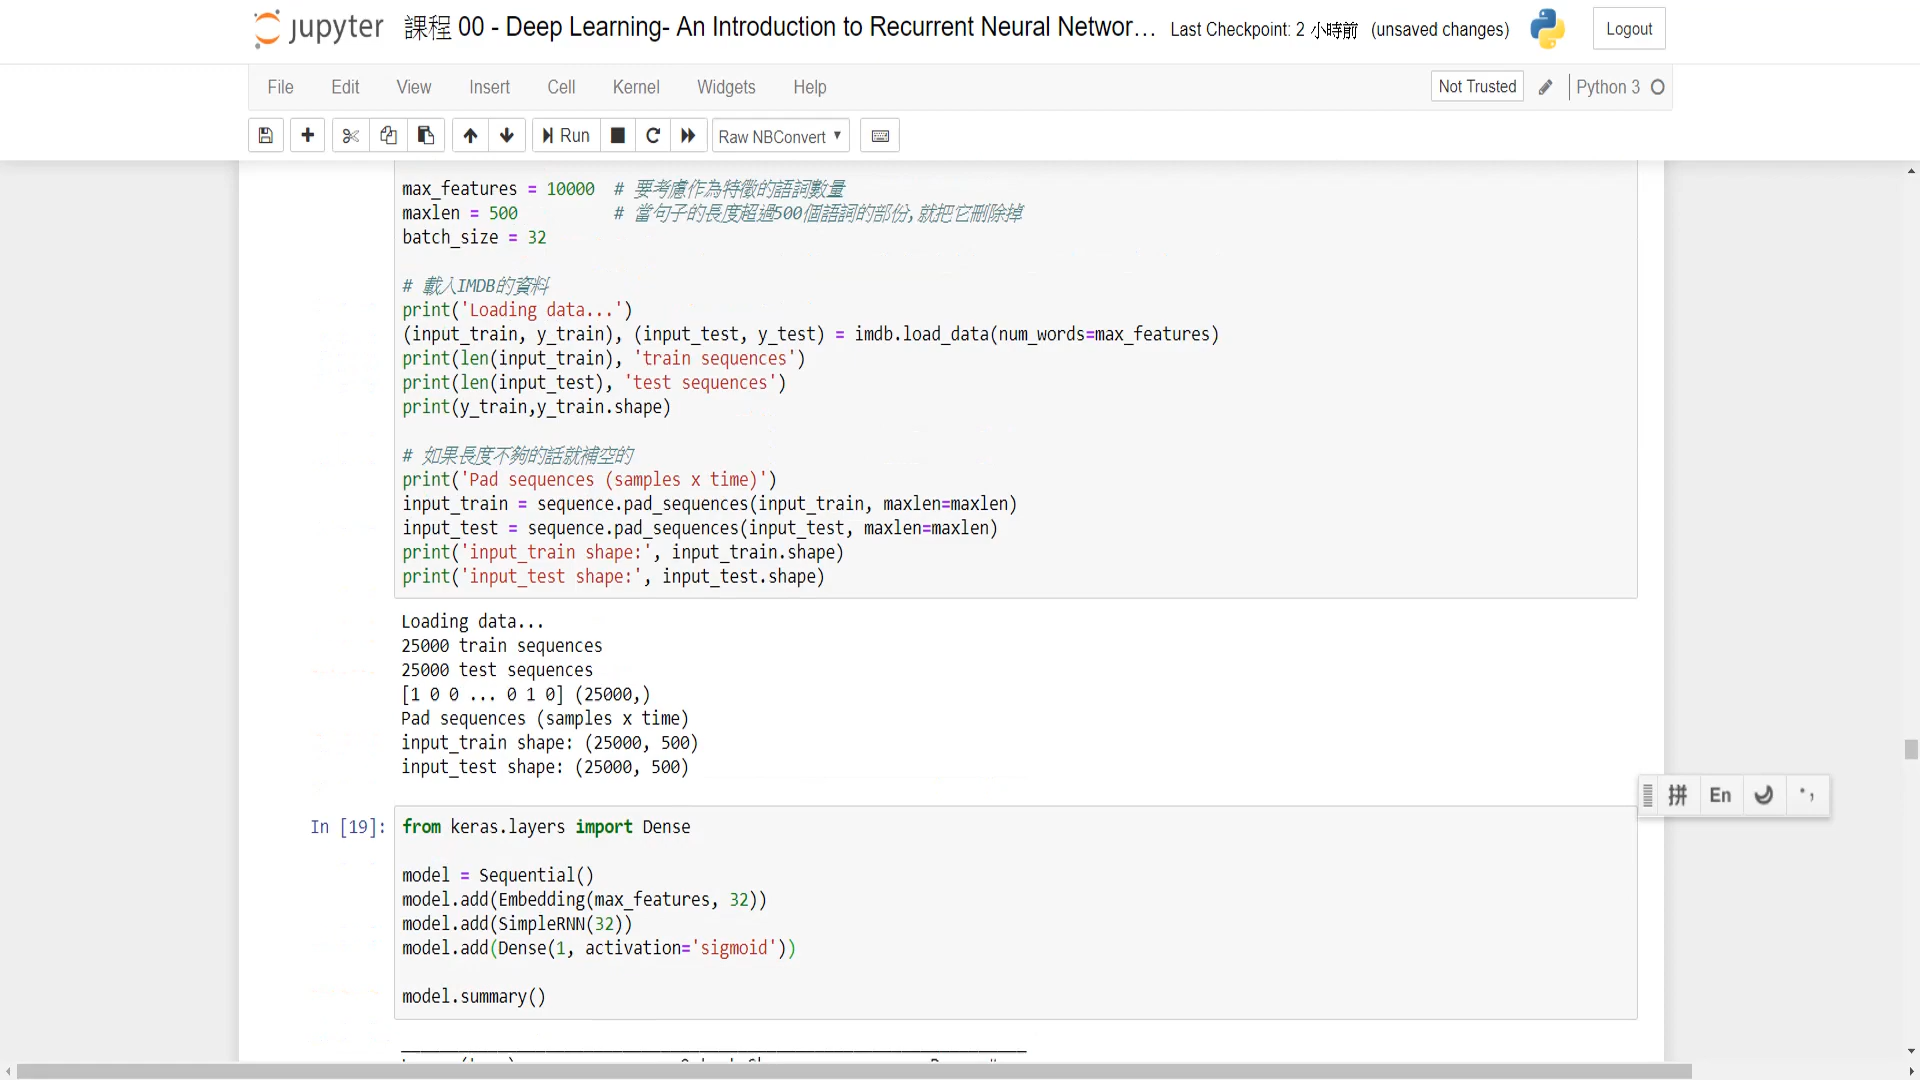 jupyter 課程 00 - Deep Learning- An Introduction to Recurrent Neural Networ... Last Checkpoint: 2 小時前 (unsaved changes) Logout
File Edit View Insert Cell Kernel Widgets Help Not Trusted Python 3
Run Raw NBConvert
max_features = 10000  # 要考慮作為特徵的語詞數量
maxlen = 500          # 當句子的長度超過500個語詞的部份,就把它刪除掉
batch_size = 32
# 載入IMDB的資料
print('Loading data...')
(input_train, y_train), (input_test, y_test) = imdb.load_data(num_words=max_features)
print(len(input_train), 'train sequences')
print(len(input_test), 'test sequences')
print(y_train,y_train.shape)
# 如果長度不夠的話就補空的
print('Pad sequences (samples x time)')
input_train = sequence.pad_sequences(input_train, maxlen=maxlen)
input_test = sequence.pad_sequences(input_test, maxlen=maxlen)
print('input_train shape:', input_train.shape)
print('input_test shape:', input_test.shape)
Loading data...
25000 train sequences
25000 test sequences
[1 0 0 ... 0 1 0] (25000,)
Pad sequences (samples x time)
input_train shape: (25000, 500)
input_test shape: (25000, 500)
拼 En
In [19]: from keras.layers import Dense
model = Sequential()
model.add(Embedding(max_features, 32))
model.add(SimpleRNN(32))
model.add(Dense(1, activation='sigmoid'))
model.summary()